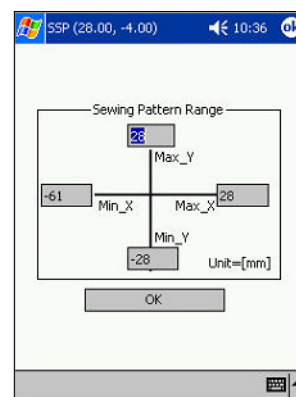 SSP (28.00, -4.00) 10:36 ok
Sewing Pattern Range
28
Max_Y
-61 Min_X Max_X 28
Min_Y
-28 Unit=[mm]
OK